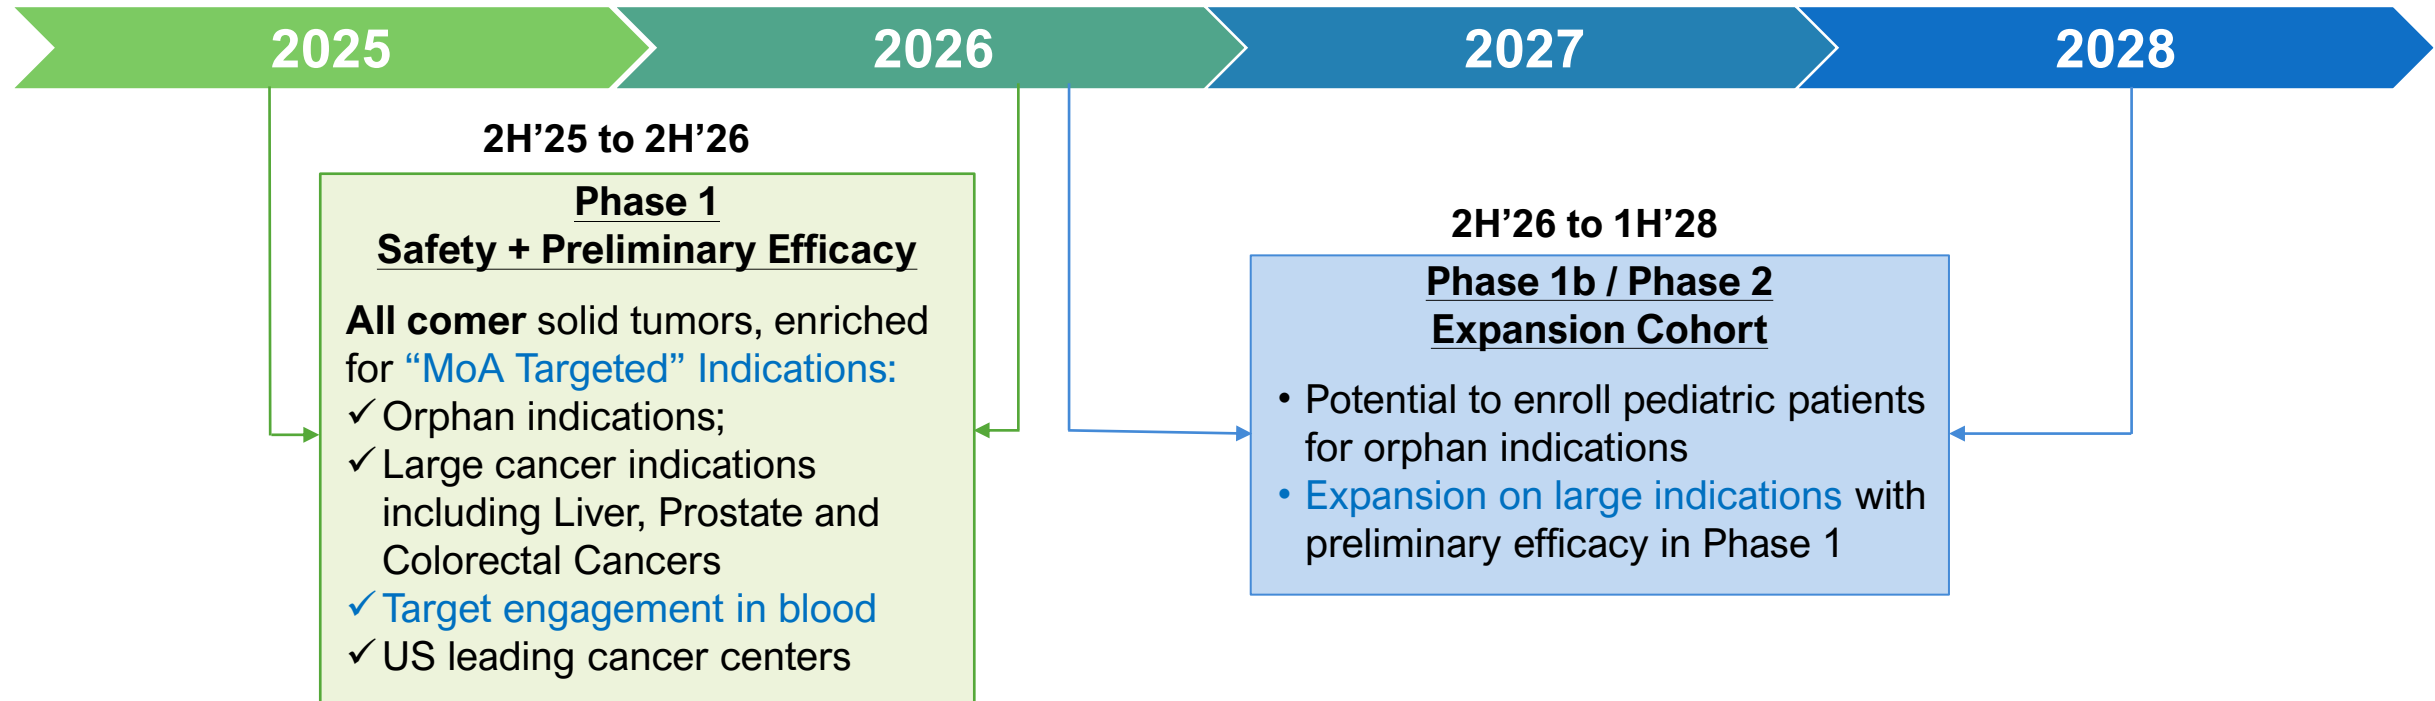 2025
2026
2027
2028
2H’25 to 2H’26
Phase 1
Safety + Preliminary Efficacy
All comer solid tumors, enriched
for “MoA Targeted” Indications:
✓ Orphan indications;
✓ Large cancer indications
including Liver, Prostate and
Colorectal Cancers
✓ Target engagement in blood
✓ US leading cancer centers
2H’26 to 1H’28
Phase 1b / Phase 2
Expansion Cohort
• Potential to enroll pediatric patients
for orphan indications
• Expansion on large indications with
preliminary efficacy in Phase 1